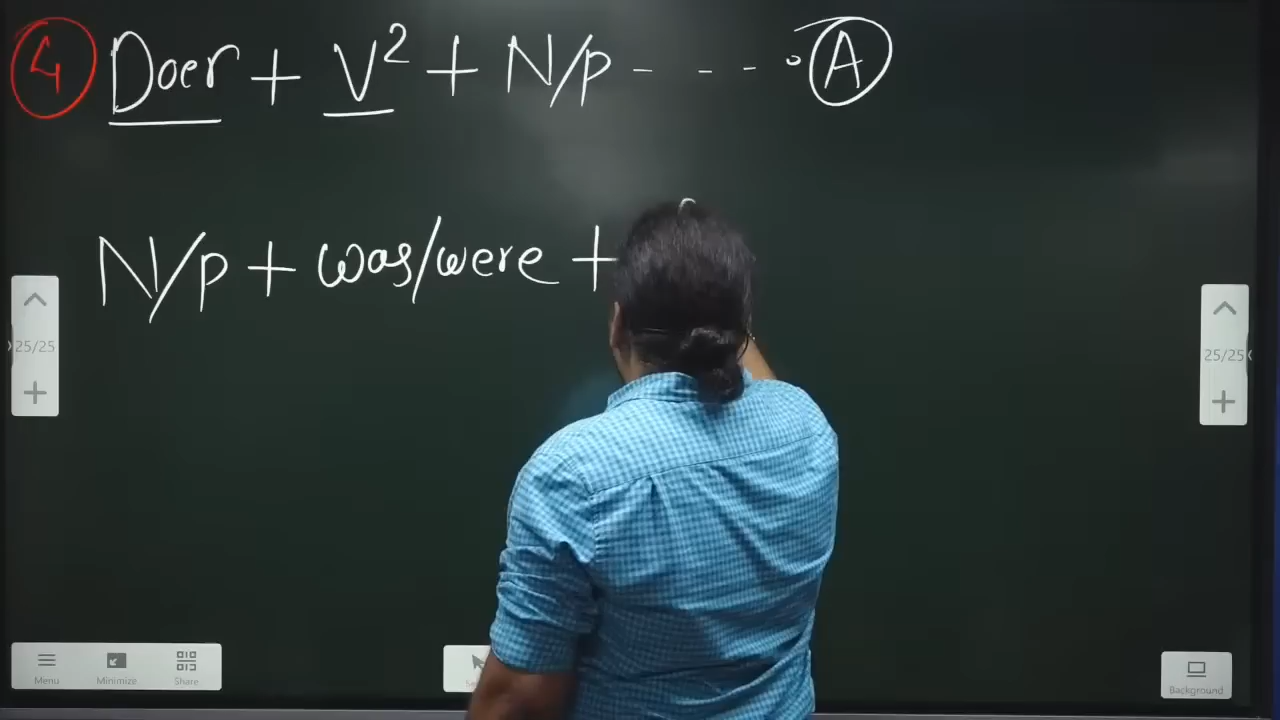 4 Doer + V² + N/p - - - - . A
N/p + was/were +
25/25
25/25
Menu Minimize Share
Background